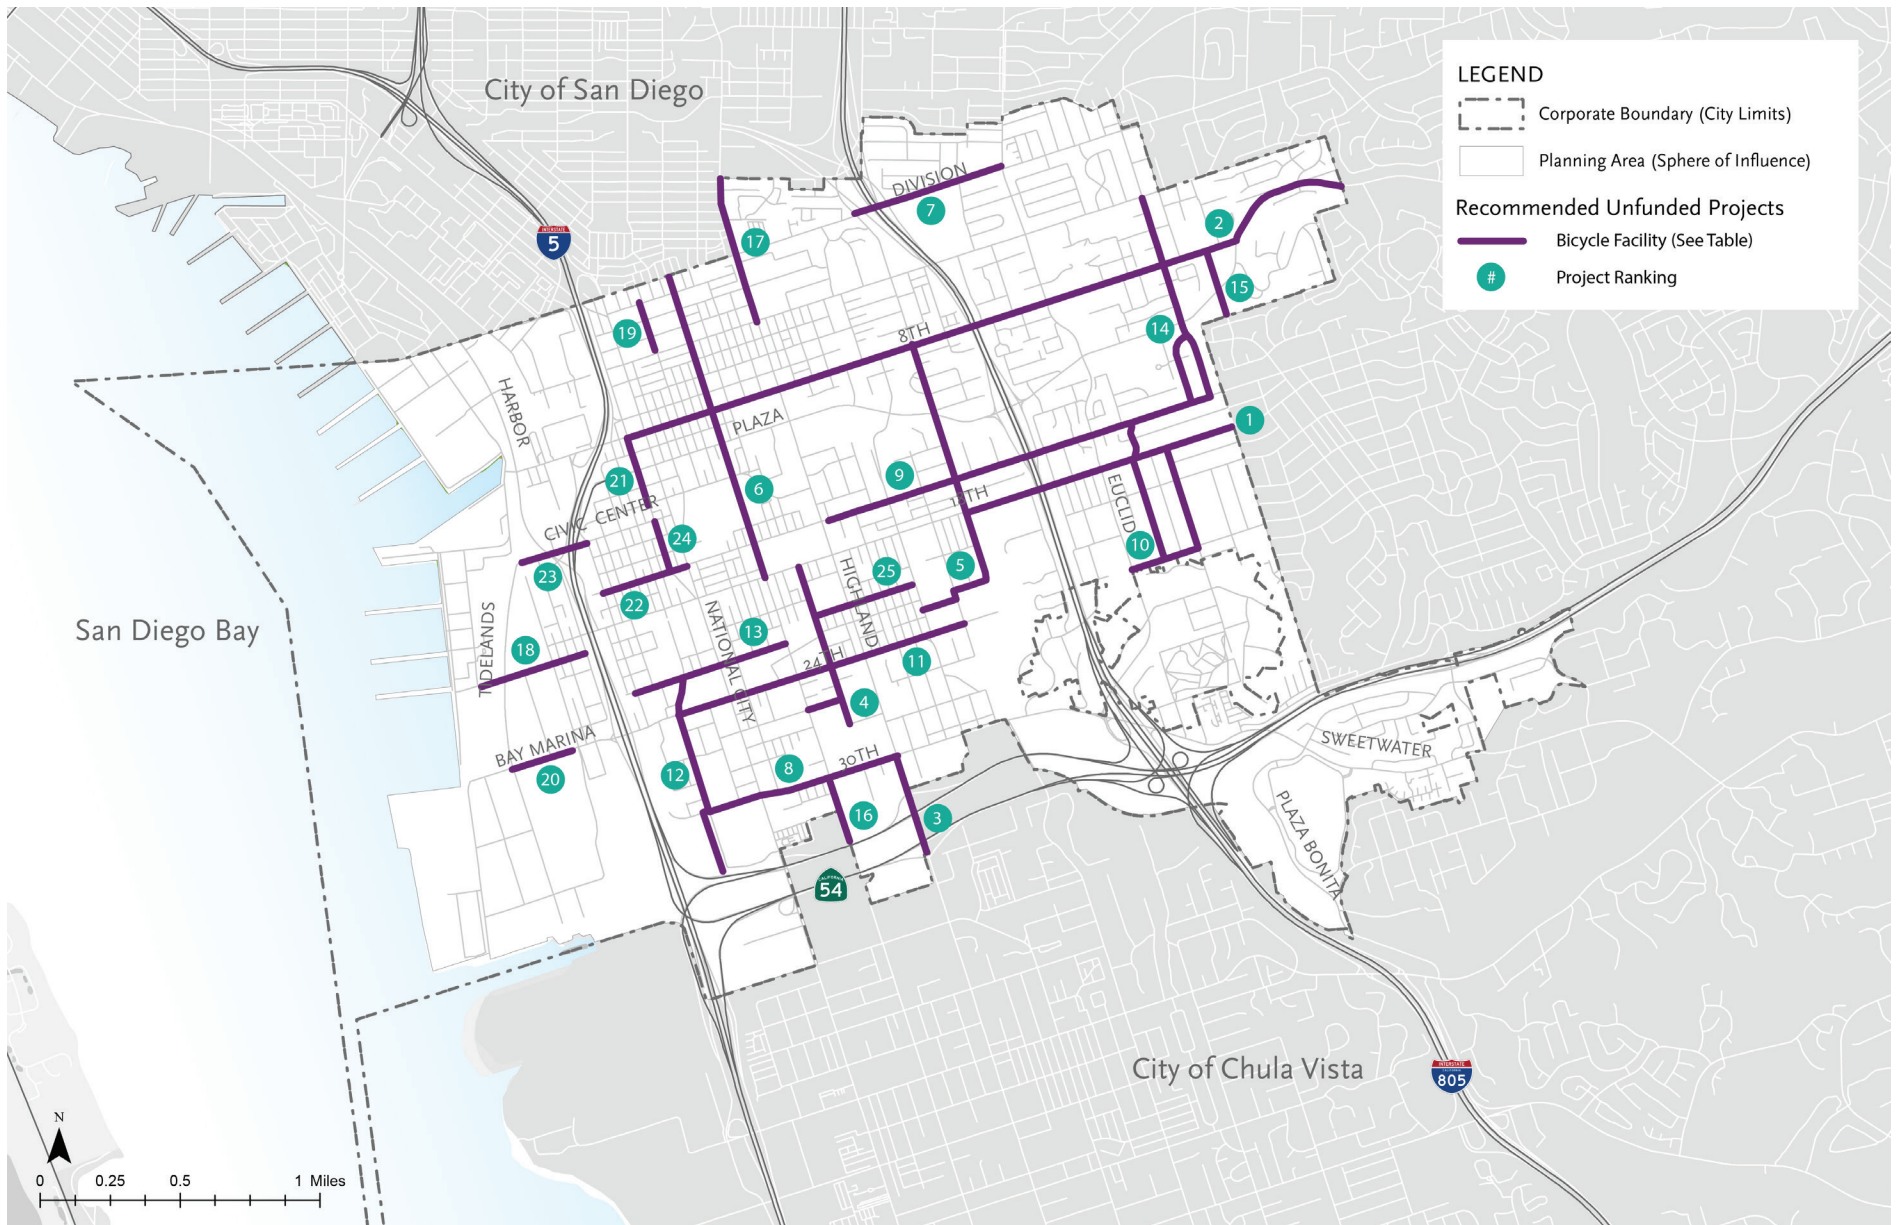 City of San Diego
LEGEND
Corporate Boundary (City Limits)
Planning Area (Sphere of Influence)
Recommended Unfunded Projects
Bicycle Facility (See Table)
# Project Ranking
DIVISION
7
2
17
INTERSTATE
5
15
19
14
8TH
HARBOR
PLAZA
1
21
9
6
18TH
CIVIC CENTER
EUCLID
24
10
23
25
5
HIGHLAND
22
NATIONAL CITY
San Diego Bay
TIDELANDS
13
18
24TH
11
4
BAY MARINA
SWEETWATER
30TH
20
12
8
PLAZA BONITA
16
3
CALIFORNIA
54
City of Chula Vista
INTERSTATE
CALIFORNIA
805
N
0 0.25 0.5 1 Miles